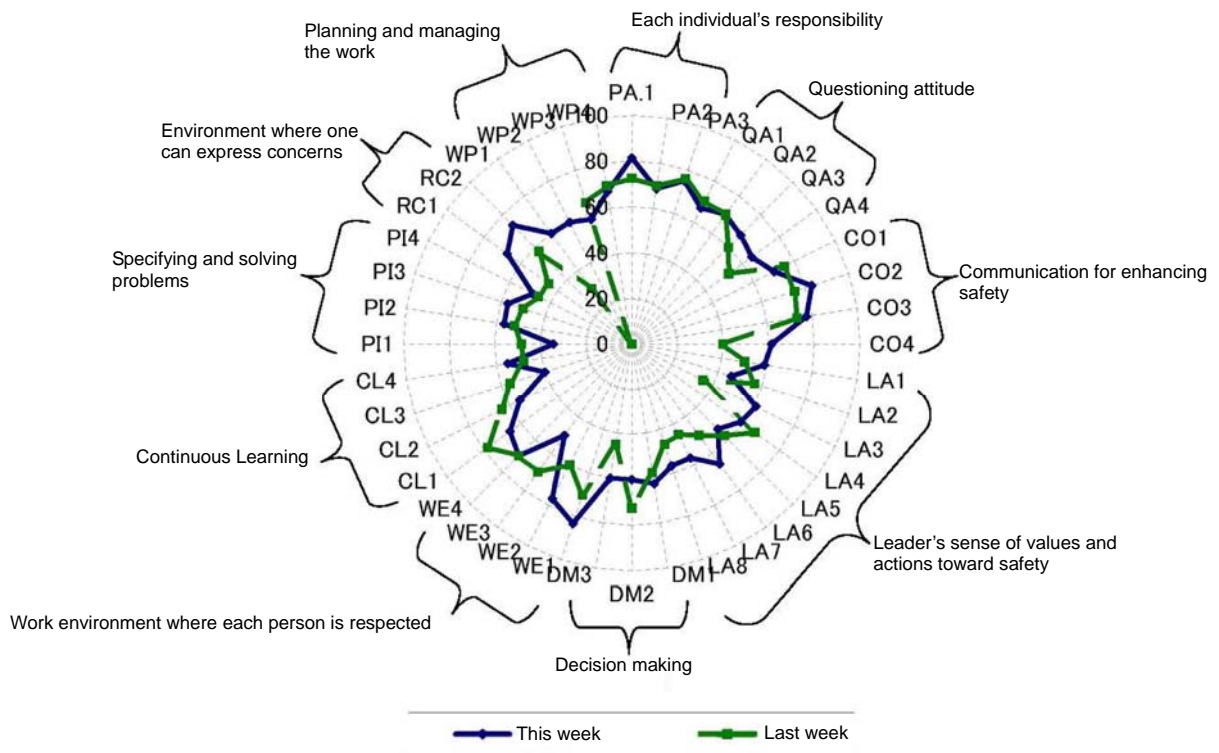 Each individual's responsibility
Planning and managing
the work
Questioning attitude
Environment where one
can express concerns
Communication for enhancing
safety
Specifying and solving
problems
Continuous Learning
Leader's sense of values and
actions toward safety
Work environment where each person is respected
Decision making
PA.1
PA2
PA3
QA1
QA2
QA3
QA4
CO1
CO2
CO3
CO4
LA1
LA2
LA3
LA4
LA5
LA6
LA7
LA8
DM1
DM2
DM3
WE1
WE2
WE3
WE4
CL1
CL2
CL3
CL4
PI1
PI2
PI3
PI4
RC1
RC2
WP1
WP2
WP3
WP4
100
80
60
40
20
0
This week
Last week